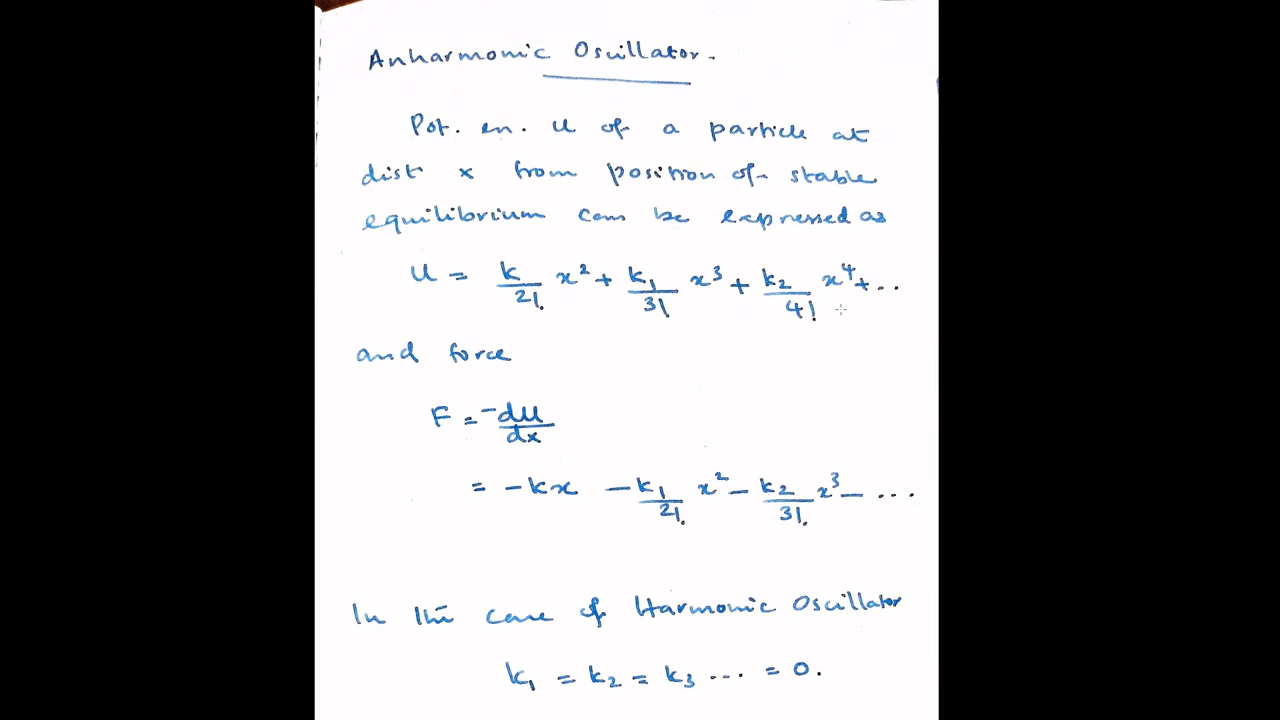 Anharmonic Oscillator.
Pot. en. U of a particle at
dist x from position of stable
equilibrium can be expressed as
U = k/2! x² + k₁/3! x³ + k₂/4! x⁴ + ..
and force
F = -dU/dx
= -kx - k₁/2! x² - k₂/3! x³ - ...
In the case of Harmonic Oscillator
k₁ = k₂ = k₃ ... = 0.